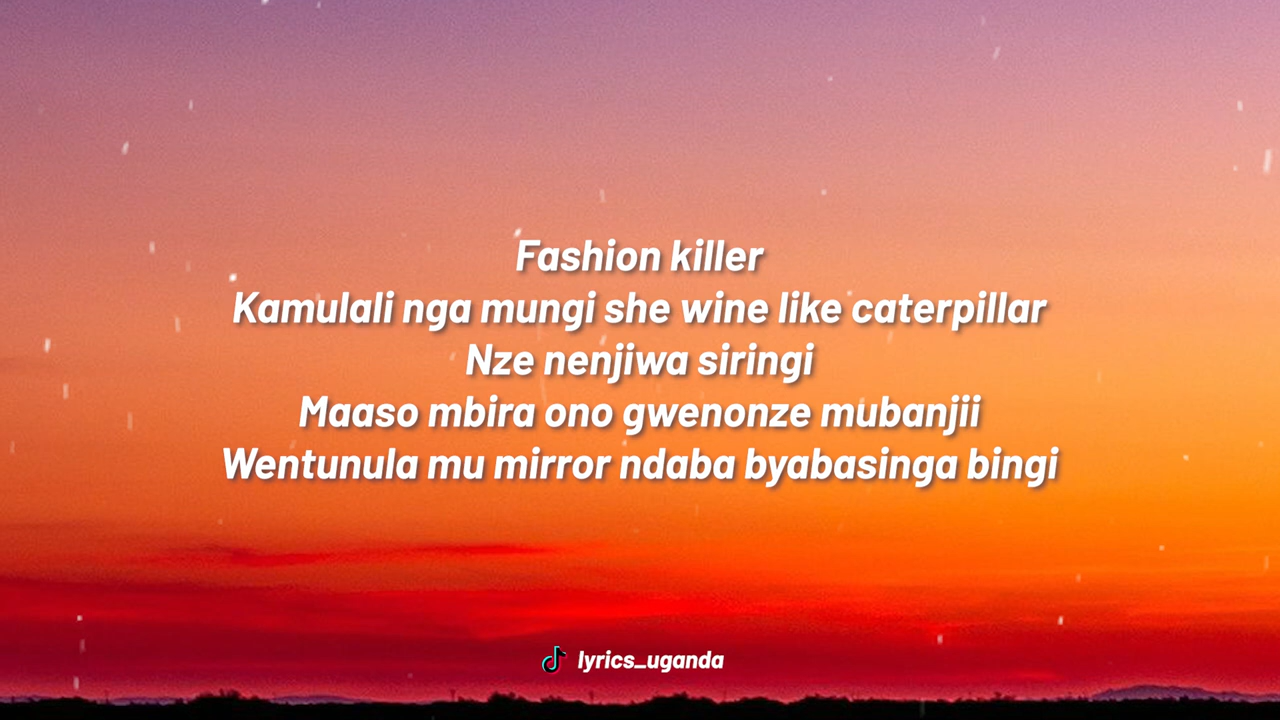 Fashion killer
Kamulali nga mungi she wine like caterpillar
Nze nenjiwa siringi
Maaso mbira ono gwenonze mubanjii
Wentunula mu mirror ndaba byabasinga bingi
lyrics_uganda